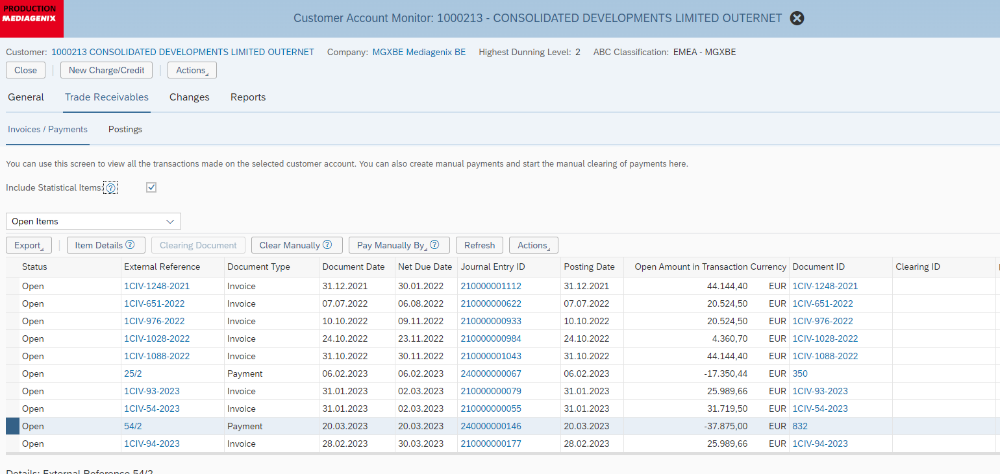 PRODUCTION
MEDIAGENIX
Customer Account Monitor: 1000213 - CONSOLIDATED DEVELOPMENTS LIMITED OUTERNET
Customer: 1000213 CONSOLIDATED DEVELOPMENTS LIMITED OUTERNET Company: MGXBE Mediagenix BE Highest Dunning Level: 2 ABC Classification: EMEA - MGXBE
Close New Charge/Credit Actions
General Trade Receivables Changes Reports
Invoices / Payments Postings
You can use this screen to view all the transactions made on the selected customer account. You can also create manual payments and start the manual clearing of payments here.
Include Statistical Items:
Open Items
Export Item Details Clearing Document Clear Manually Pay Manually By Refresh Actions
Status External Reference Document Type Document Date Net Due Date Journal Entry ID Posting Date Open Amount in Transaction Currency Document ID Clearing ID
Open 1CIV-1248-2021 Invoice 31.12.2021 30.01.2022 210000001112 31.12.2021 44.144,40 EUR 1CIV-1248-2021
Open 1CIV-651-2022 Invoice 07.07.2022 06.08.2022 210000000622 07.07.2022 20.524,50 EUR 1CIV-651-2022
Open 1CIV-976-2022 Invoice 10.10.2022 09.11.2022 210000000933 10.10.2022 20.524,50 EUR 1CIV-976-2022
Open 1CIV-1028-2022 Invoice 24.10.2022 23.11.2022 210000000984 24.10.2022 4.360,70 EUR 1CIV-1028-2022
Open 1CIV-1088-2022 Invoice 31.10.2022 30.11.2022 210000001043 31.10.2022 44.144,40 EUR 1CIV-1088-2022
Open 25/2 Payment 06.02.2023 06.02.2023 240000000067 06.02.2023 -17.350,44 EUR 350
Open 1CIV-93-2023 Invoice 31.01.2023 02.03.2023 210000000079 31.01.2023 25.989,66 EUR 1CIV-93-2023
Open 1CIV-54-2023 Invoice 31.01.2023 02.03.2023 210000000055 31.01.2023 31.719,50 EUR 1CIV-54-2023
Open 54/2 Payment 20.03.2023 20.03.2023 240000000146 20.03.2023 -37.875,00 EUR 832
Open 1CIV-94-2023 Invoice 28.02.2023 30.03.2023 210000000177 28.02.2023 25.989,66 EUR 1CIV-94-2023
Details: External Reference 54/2